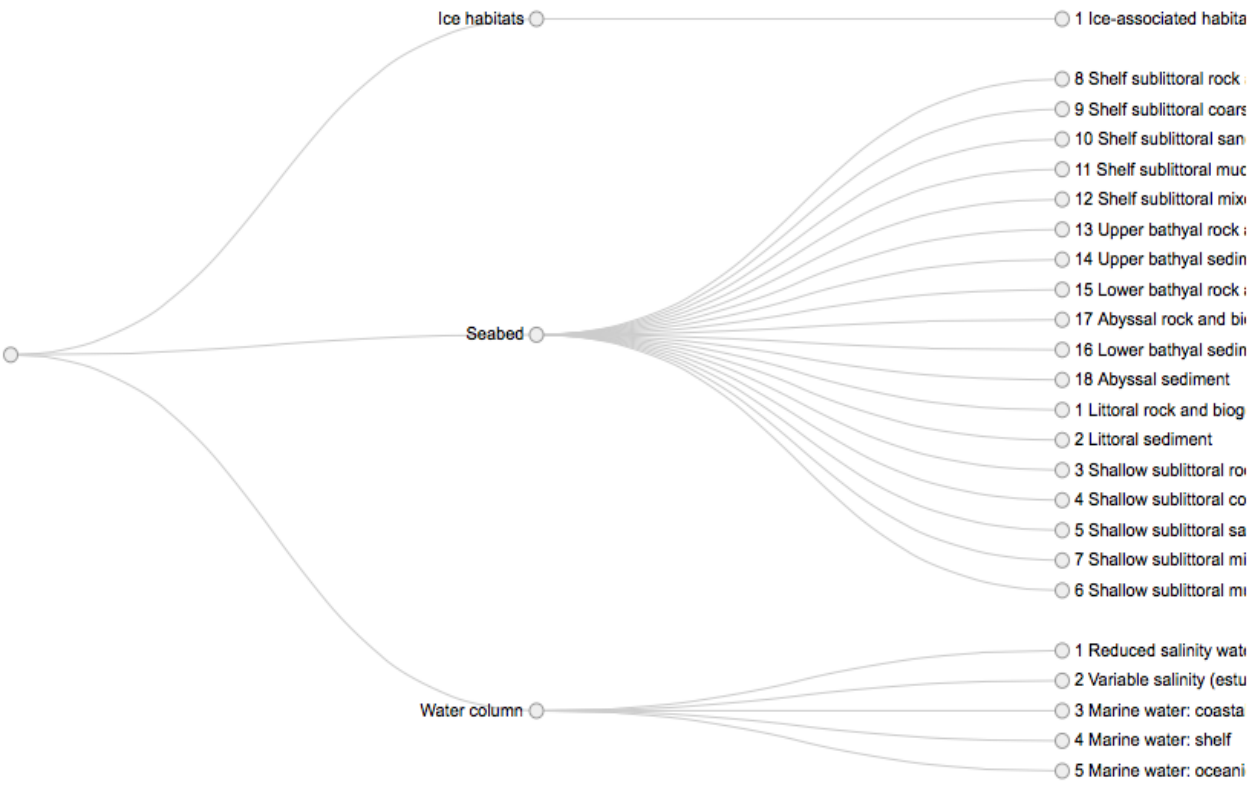 Ice habitats
1 Ice-associated habita
8 Shelf sublittoral rock
9 Shelf sublittoral coars
10 Shelf sublittoral san
11 Shelf sublittoral muc
12 Shelf sublittoral mix
13 Upper bathyal rock
14 Upper bathyal sedin
15 Lower bathyal rock
Seabed
17 Abyssal rock and bi
16 Lower bathyal sedin
18 Abyssal sediment
1 Littoral rock and biog
2 Littoral sediment
3 Shallow sublittoral ro
4 Shallow sublittoral co
5 Shallow sublittoral sa
7 Shallow sublittoral mi
6 Shallow sublittoral m
1 Reduced salinity wat
2 Variable salinity (estu
Water column
3 Marine water: coasta
4 Marine water: shelf
5 Marine water: oceani